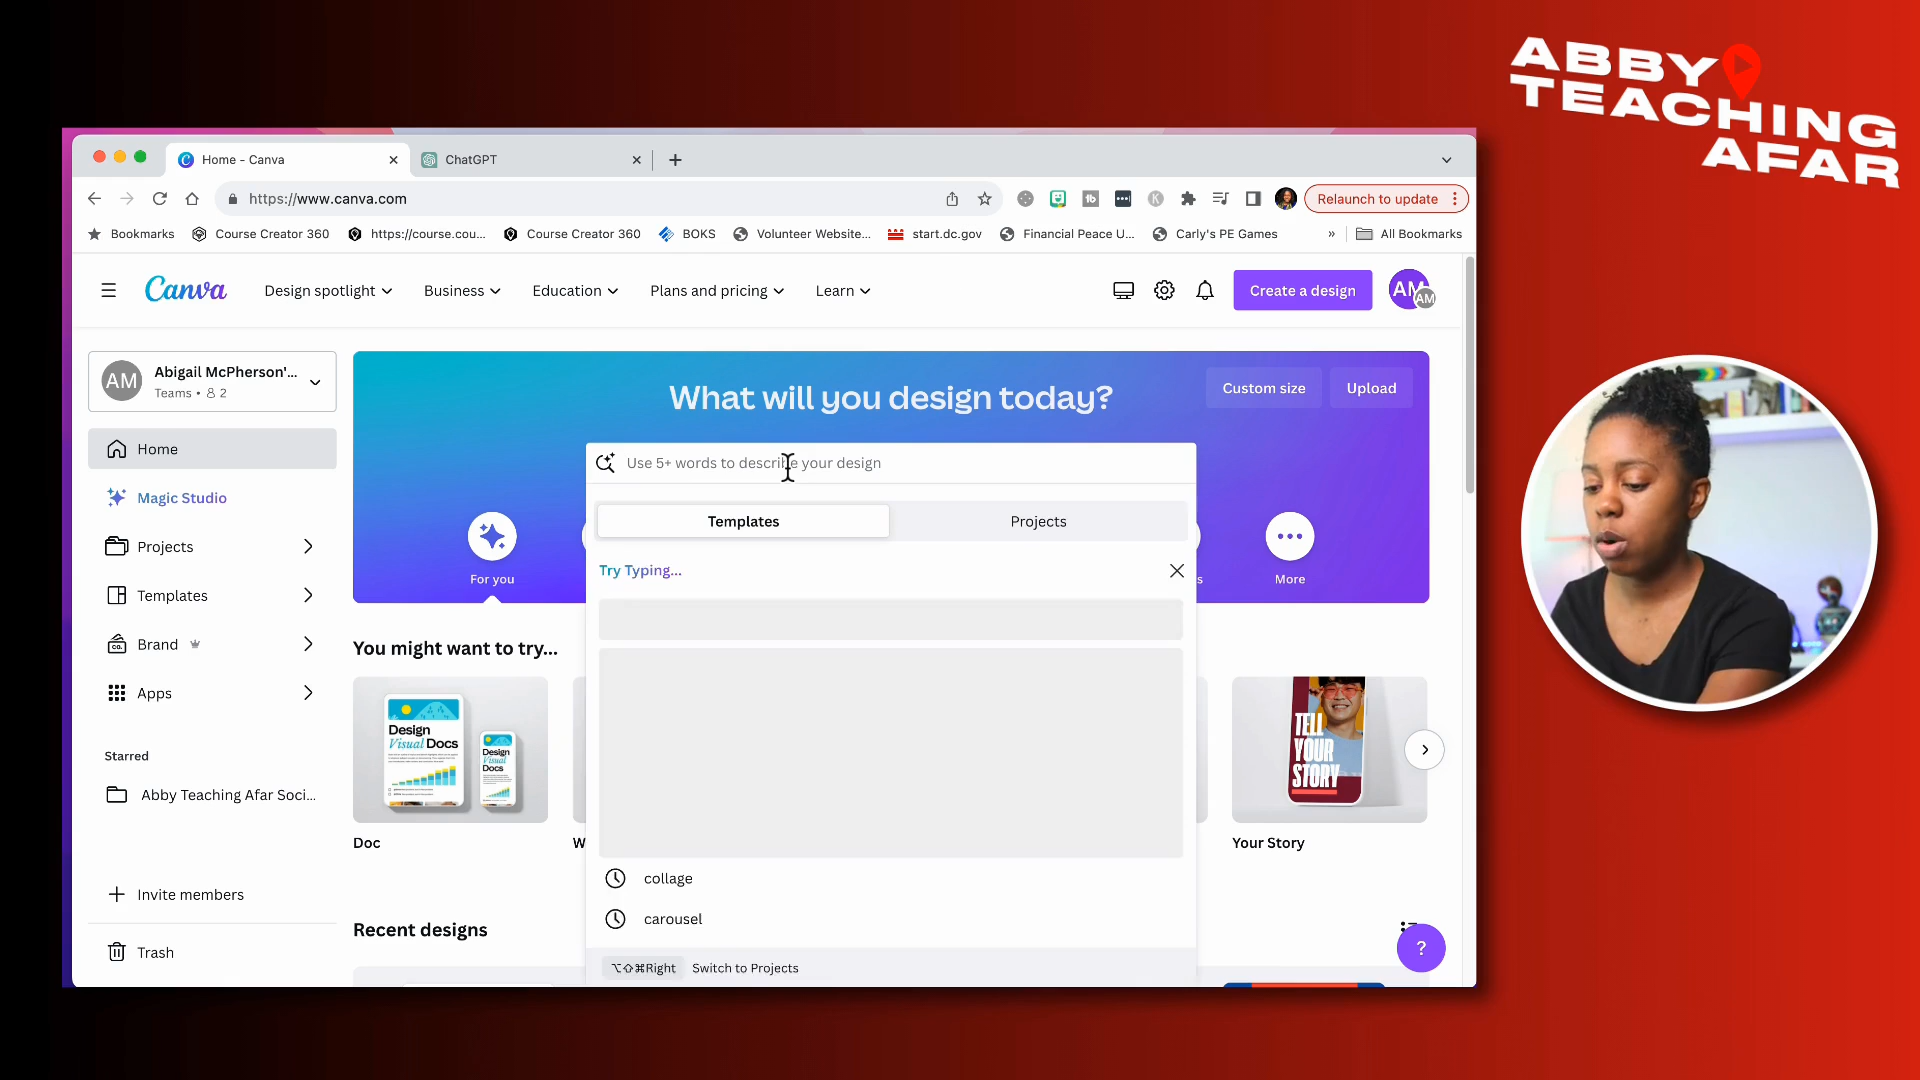 ABBY
TEACHING
AFAR
Home - Canva
ChatGPT
https://www.canva.com
Relaunch to update
Bookmarks
Course Creator 360
https://course.cou...
Course Creator 360
BOKS
Volunteer Website...
start.dc.gov
Financial Peace U...
Carly's PE Games
»
All Bookmarks
Canva
Design spotlight
Business
Education
Plans and pricing
Learn
Create a design
AM
AM
AM
Abigail McPherson'...
Teams • 2
Home
Magic Studio
Projects
Templates
Brand
Apps
Starred
Abby Teaching Afar Soci...
Invite members
Trash
What will you design today?
Custom size
Upload
Use 5+ words to describe your design
Templates
Projects
Try Typing...
For you
s
More
You might want to try...
Design
Visual Docs
Design
Visual
Docs
TELL
YOUR
STORY
Doc
W
Your Story
collage
carousel
Recent designs
⌥⇧⌘Right
Switch to Projects
?